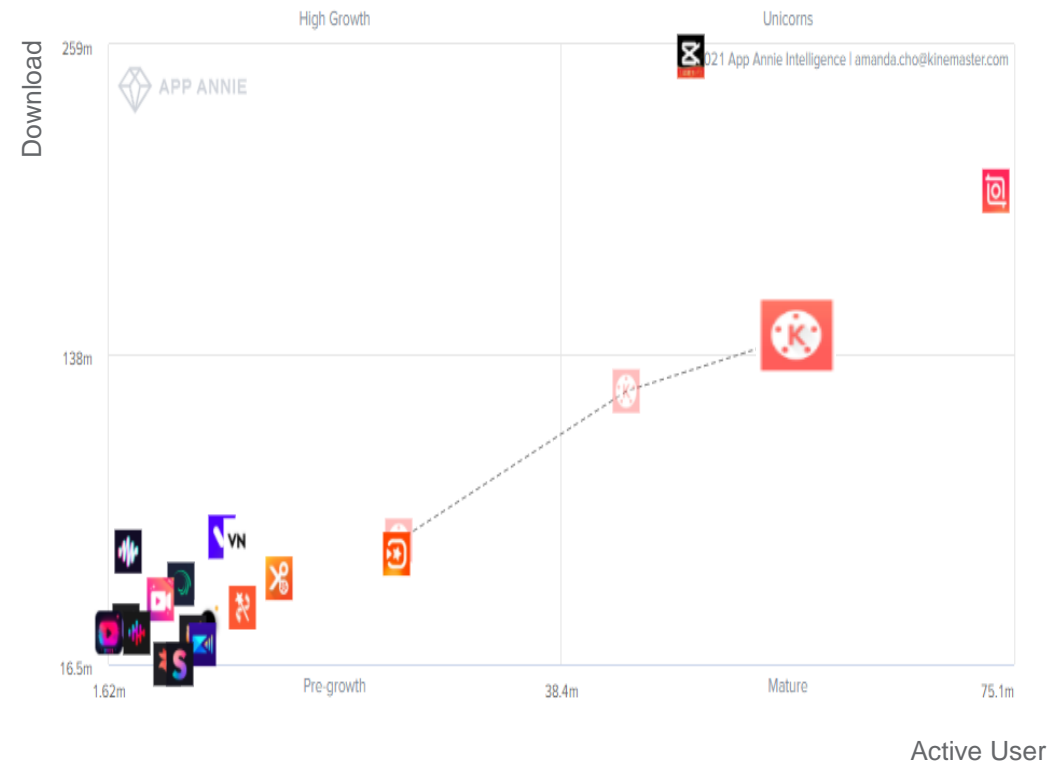 High Growth
Unicorns
Download
259m
021 App Annie Intelligence | amanda.cho@kinemaster.com
APP ANNIE
138m
K
K
VN
S
16.5m
1.62m
Pre-growth
38.4m
Mature
75.1m
Active User